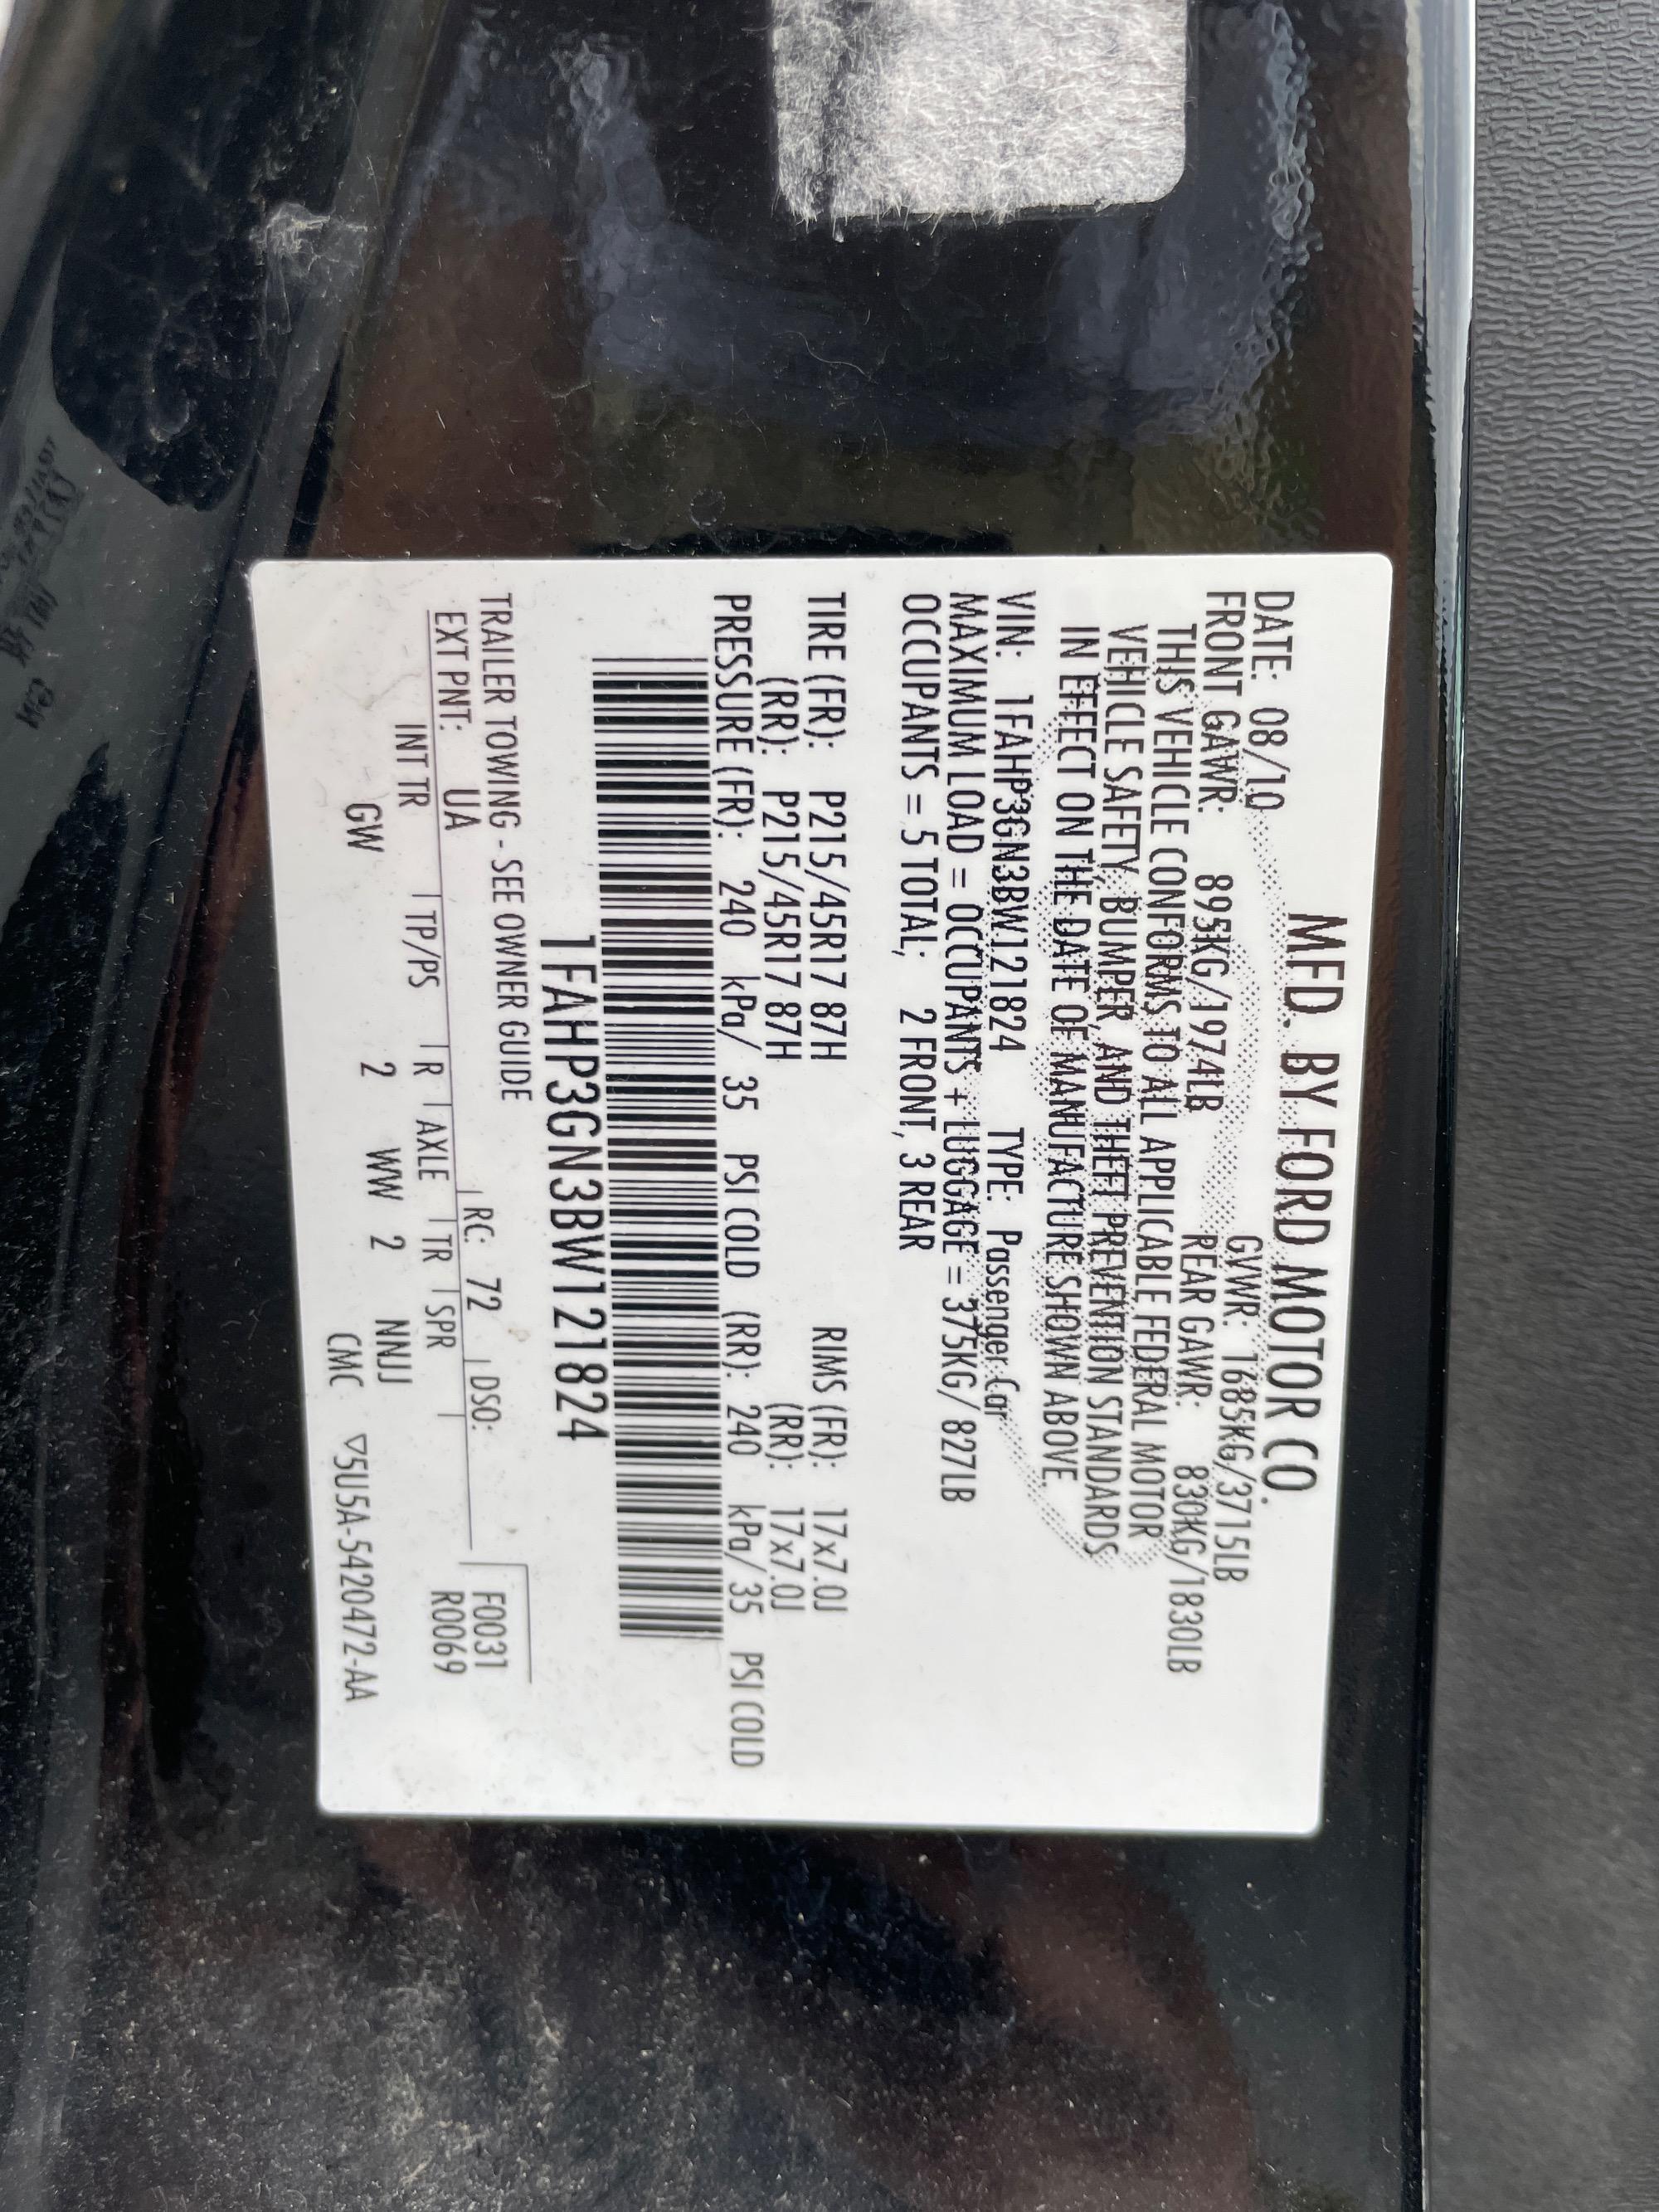 MFD. BY FORD MOTOR CO.
DATE: 08/10 GVWR: 1685KG/3715LB
FRONT GAWR: 895KG/1974LB REAR GAWR: 830KG/1830LB
THIS VEHICLE CONFORMS TO ALL APPLICABLE FEDERAL MOTOR
VEHICLE SAFETY, BUMPER, AND THEFT PREVENTION STANDARDS
IN EFFECT ON THE DATE OF MANUFACTURE SHOWN ABOVE.
VIN: 1FAHP3GN3BW121824 TYPE: Passenger Car
MAXIMUM LOAD = OCCUPANTS + LUGGAGE = 375KG/ 827LB
OCCUPANTS = 5 TOTAL; 2 FRONT, 3 REAR
TIRE (FR): P215/45R17 87H RIMS (FR): 17x7.0J
(RR): P215/45R17 87H (RR): 17x7.0J
PRESSURE (FR): 240 kPa/ 35 PSI COLD (RR): 240 kPa/35 PSI COLD
1FAHP3GN3BW121824
TRAILER TOWING - SEE OWNER GUIDE
F0031
EXT PNT: UA RC: 72 DSO:
R0069
INT TR TP/PS R AXLE TR SPR
GW 2 WW 2 NNJJ
CMC ▽5U5A-5420472-AA